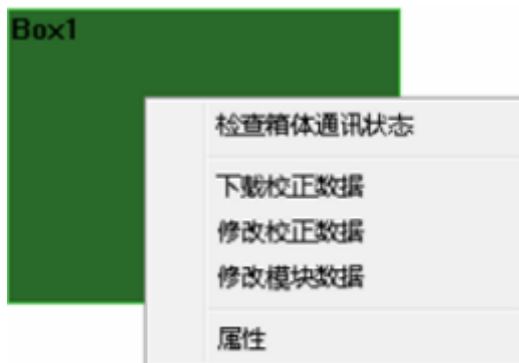 Box1
检查箱体通讯状态
下载校正数据
修改校正数据
修改模块数据
属性